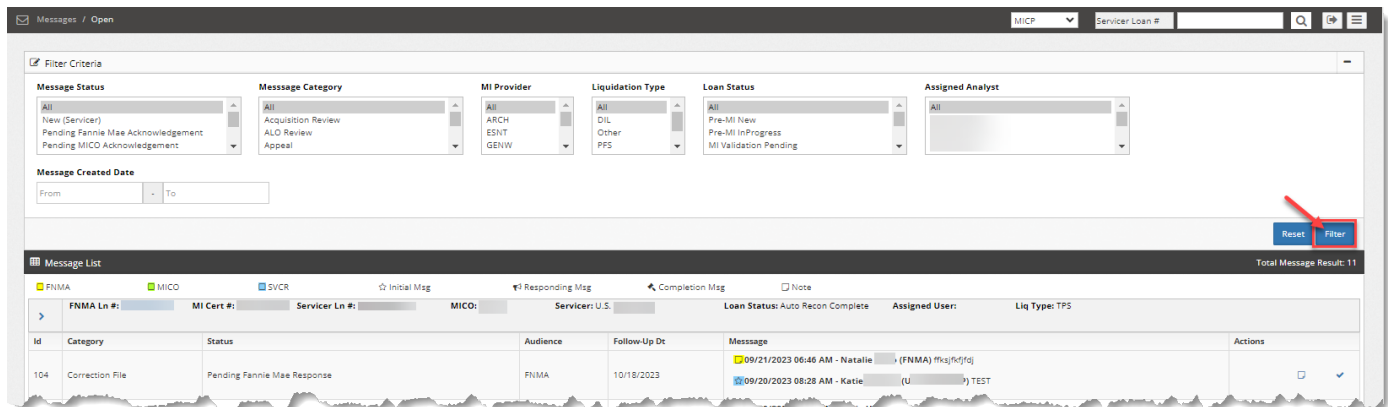 Messages / Open
MICP
Servicer Loan #
Filter Criteria
Message Status
Messsage Category
MI Provider
Liquidation Type
Loan Status
Assigned Analyst
All
New (Servicer)
Pending Fannie Mae Acknowledgement
Pending MICO Acknowledgement
All
Acquisition Review
ALO Review
Appeal
All
ARCH
ESNT
GENW
All
DIL
Other
PFS
All
Pre-MI New
Pre-MI InProgress
MI Validation Pending
All
Message Created Date
From - To
Reset
Filter
Message List
Total Message Result: 11
FNMA
MICO
SVCR
Initial Msg
Responding Msg
Completion Msg
Note
FNMA Ln #: MI Cert #: Servicer Ln #: MICO: Servicer: U.S. Loan Status: Auto Recon Complete Assigned User: Liq Type: TPS
Id Category Status Audience Follow-Up Dt Messsage Actions
104 Correction File Pending Fannie Mae Response FNMA 10/18/2023
09/21/2023 06:46 AM - Natalie (FNMA) ffksjfkfjfdj
09/20/2023 08:28 AM - Katie (U ) TEST